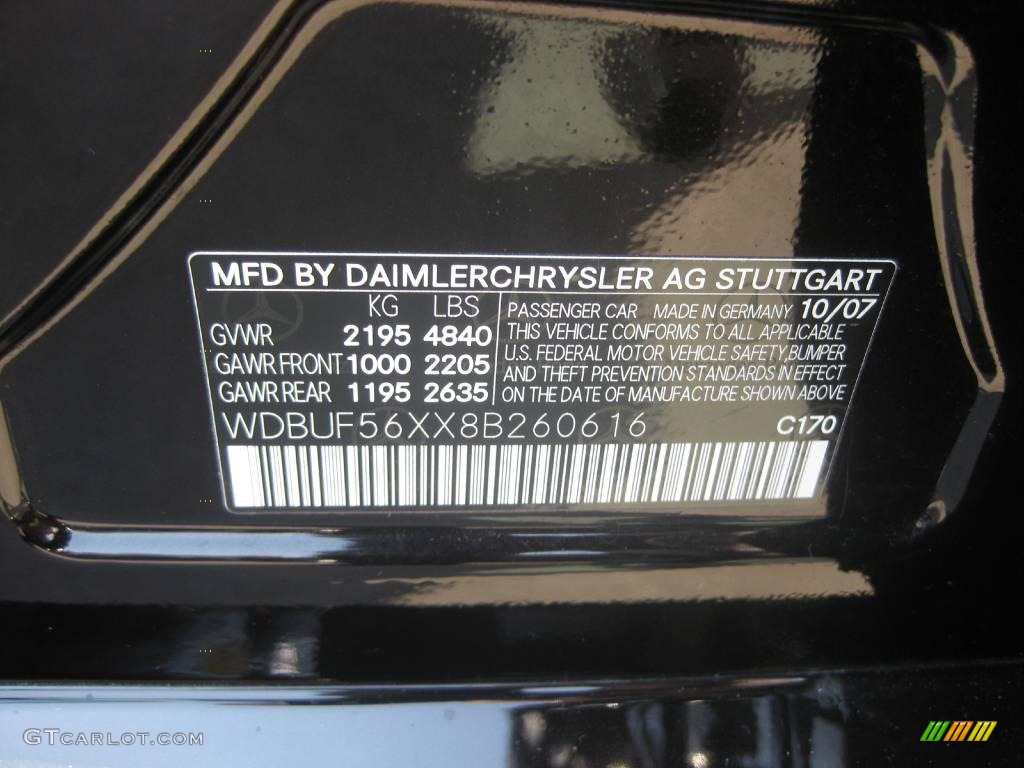 MFD BY DAIMLERCHRYSLER AG STUTTGART
KG LBS
GVWR 2195 4840
GAWR FRONT 1000 2205
GAWR REAR 1195 2635
PASSENGER CAR MADE IN GERMANY 10/07
THIS VEHICLE CONFORMS TO ALL APPLICABLE
U.S. FEDERAL MOTOR VEHICLE SAFETY, BUMPER
AND THEFT PREVENTION STANDARDS IN EFFECT
ON THE DATE OF MANUFACTURE SHOWN ABOVE
WDBUF56XX8B260616 C170
GTCARLOT.COM